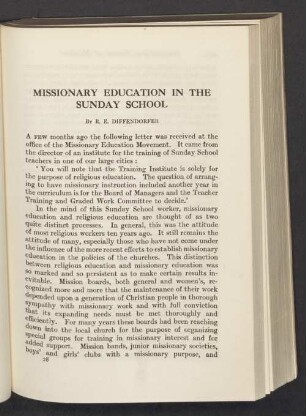 MISSIONARY EDUCATION IN THE
SUNDAY SCHOOL
By R. E. DIFFENDORFER
A FEW months ago the following letter was received at the
office of the Missionary Education Movement. It came from
the director of an institute for the training of Sunday School
teachers in one of our large cities :
‘ You will note that the Training Institute is solely for
the purpose of religious education. The question of arrang-
ing to have missionary instruction included another year in
the curriculum is for the Board of Managers and the Teacher
Training and Graded Work Committee to decide.’
In the mind of this Sunday School worker, missionary
education and religious education are thought of as two
quite distinct processes. In general, this was the attitude
of most religious workers ten years ago. It still remains the
attitude of many, especially those who have not come under
the influence of the more recent efforts to establish missionary
education in the policies of the churches. This distinction
between religious education and missionary education was
so marked and so persistent as to make certain results in-
evitable. Mission boards, both general and women's, re-
cognized more and more that the maintenance of their work
depended upon a generation of Christian people in thorough
sympathy with missionary work and with full conviction
that its expanding needs must be met thoroughly and
efficiently. For many years these boards had been reaching
down into the local church for the purpose of organizing
special groups for training in missionary interest and for
added support. Mission bands, junior missionary societies,
boys' and girls' clubs with a missionary purpose, and
28